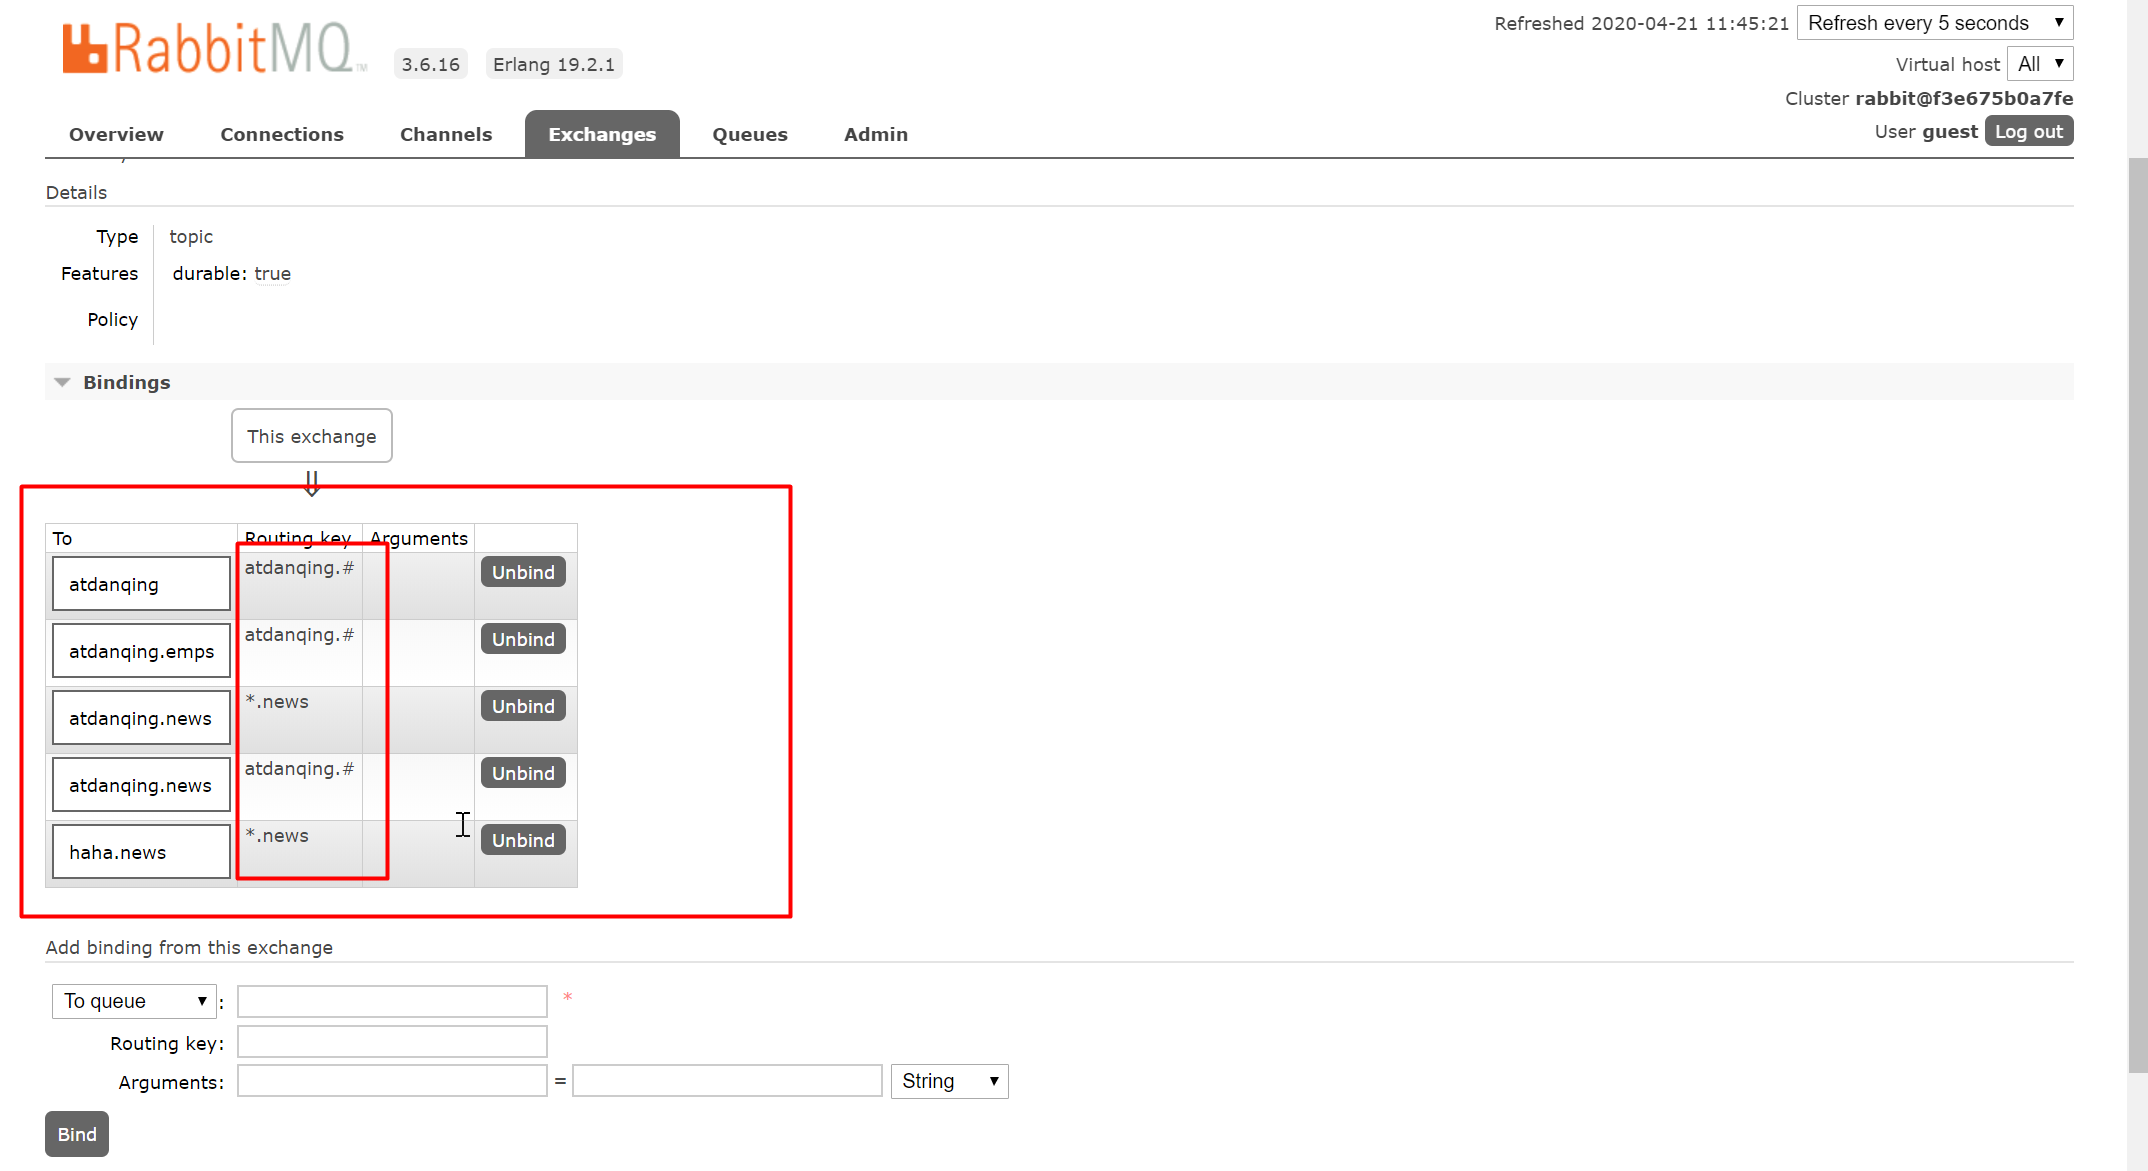 RabbitMQ TM 3.6.16 Erlang 19.2.1
Refreshed 2020-04-21 11:45:21 Refresh every 5 seconds
Virtual host All
Cluster rabbit@f3e675b0a7fe
User guest Log out
Overview Connections Channels Exchanges Queues Admin
Details
Type topic
Features durable: true
Policy
Bindings
This exchange
⇓
To Routing key Arguments
atdanqing atdanqing.# Unbind
atdanqing.emps atdanqing.# Unbind
atdanqing.news *.news Unbind
atdanqing.news atdanqing.# Unbind
haha.news *.news Unbind
Add binding from this exchange
To queue : *
Routing key:
Arguments: = String
Bind